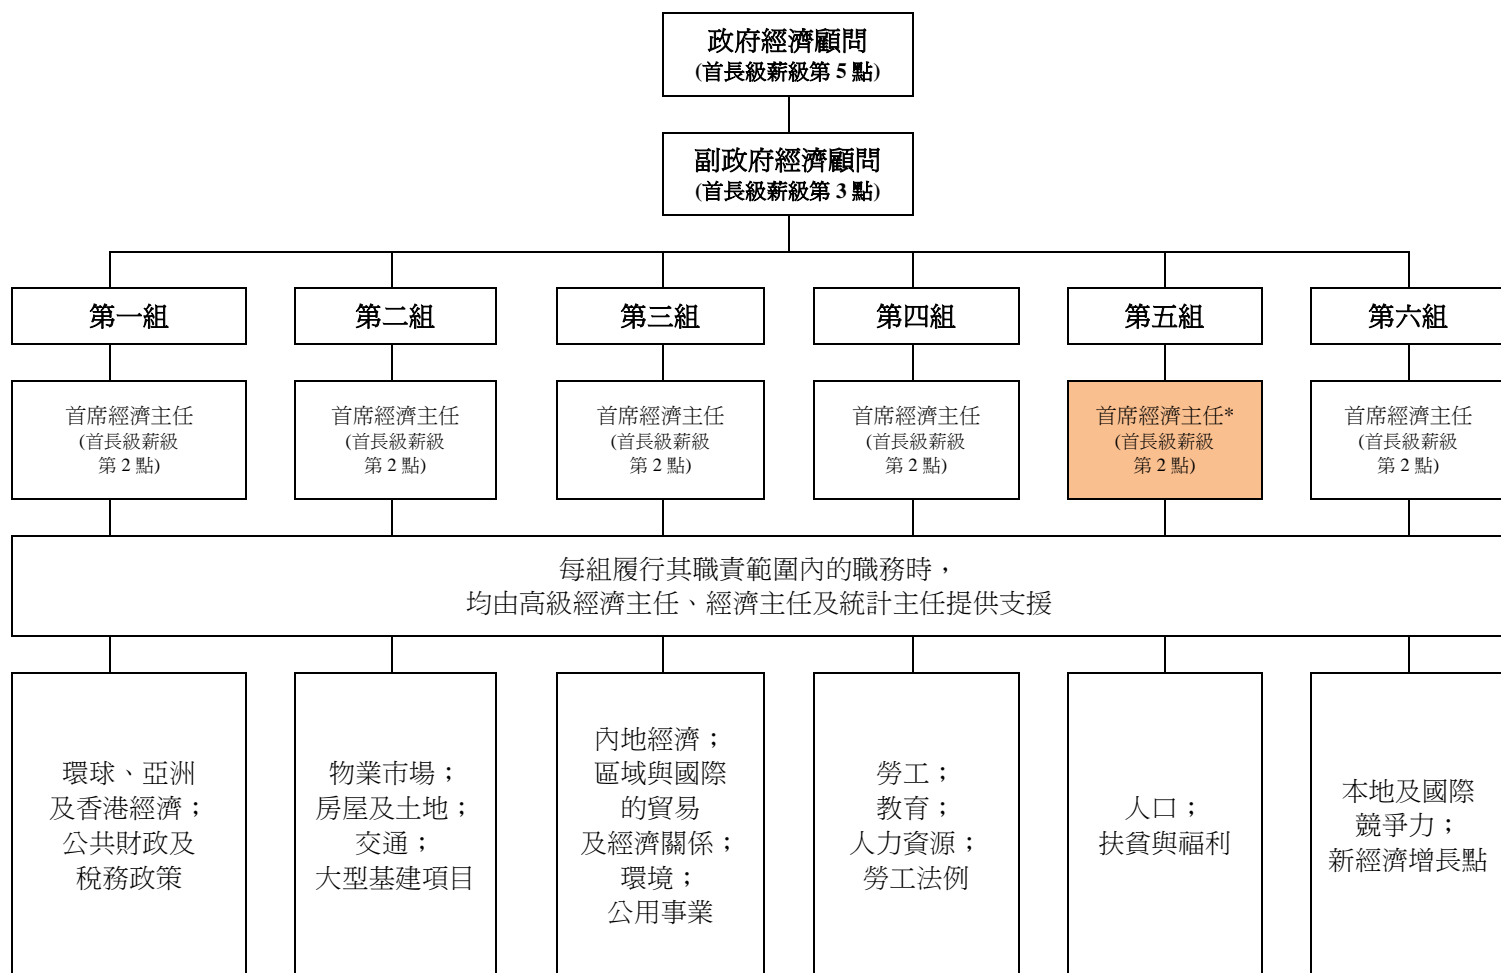 政府經濟顧問
(首長級薪級第 5 點)
副政府經濟顧問
(首長級薪級第 3 點)
第一組
第二組
第三組
第四組
第五組
第六組
首席經濟主任
(首長級薪級
第 2 點)
首席經濟主任
(首長級薪級
第 2 點)
首席經濟主任
(首長級薪級
第 2 點)
首席經濟主任
(首長級薪級
第 2 點)
首席經濟主任*
(首長級薪級
第 2 點)
首席經濟主任
(首長級薪級
第 2 點)
每組履行其職責範圍內的職務時，
均由高級經濟主任、經濟主任及統計主任提供支援
環球、亞洲
及香港經濟；
公共財政及
稅務政策
物業市場；
房屋及土地；
交通；
大型基建項目
內地經濟；
區域與國際
的貿易
及經濟關係；
環境；
公用事業
勞工；
教育；
人力資源；
勞工法例
人口；
扶貧與福利
本地及國際
競爭力；
新經濟增長點